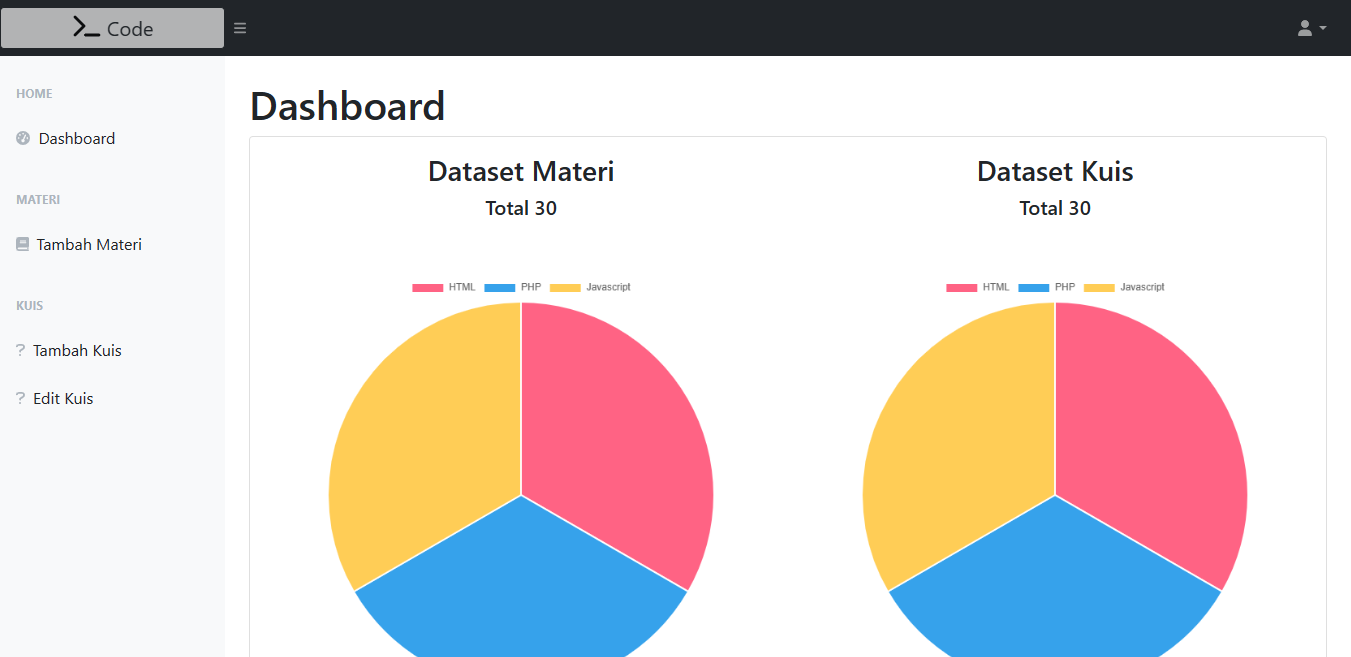 Code
HOME
Dashboard
MATERI
Tambah Materi
KUIS
? Tambah Kuis
? Edit Kuis
Dashboard
Dataset Materi
Total 30
HTML PHP Javascript
Dataset Kuis
Total 30
HTML PHP Javascript